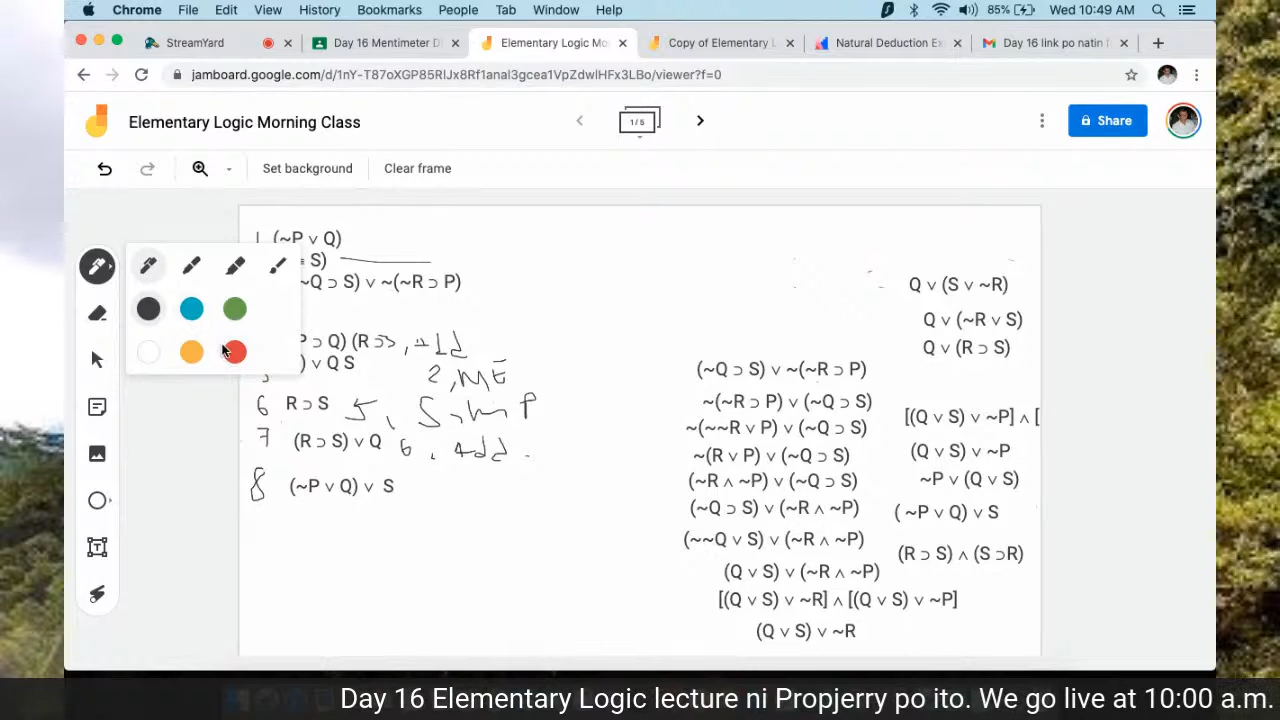 Chrome File Edit View History Bookmarks People Tab Window Help 85% Wed 10:49 AM
StreamYard Day 16 Mentimeter D Elementary Logic Mo Copy of Elementary L Natural Deduction Ex Day 16 link po natin
jamboard.google.com/d/1nY-T87oXGP85RlJx8Rf1anal3gcea1VpZdwlHFx3LBo/viewer?f=0
Elementary Logic Morning Class
1/5
Share
Set background Clear frame
1 (~P ∨ Q)
≡ S)
~Q ⊃ S) ∨ ~(~R ⊃ P)
P ⊃ Q) (R ⊃ S
) ∨ Q S
2, ME
6 R ⊃ S 5, Simp
7 (R ⊃ S) ∨ Q 6, add.
8 (~P ∨ Q) ∨ S
(~Q ⊃ S) ∨ ~(~R ⊃ P)
~(~R ⊃ P) ∨ (~Q ⊃ S)
~(~~R ∨ P) ∨ (~Q ⊃ S)
~(R ∨ P) ∨ (~Q ⊃ S)
(~R ∧ ~P) ∨ (~Q ⊃ S)
(~Q ⊃ S) ∨ (~R ∧ ~P)
(~~Q ∨ S) ∨ (~R ∧ ~P)
(Q ∨ S) ∨ (~R ∧ ~P)
[(Q ∨ S) ∨ ~R] ∧ [(Q ∨ S) ∨ ~P]
(Q ∨ S) ∨ ~R
Q ∨ (S ∨ ~R)
Q ∨ (~R ∨ S)
Q ∨ (R ⊃ S)
[(Q ∨ S) ∨ ~P] ∧ [
(Q ∨ S) ∨ ~P
~P ∨ (Q ∨ S)
( ~P ∨ Q) ∨ S
(R ⊃ S) ∧ (S ⊃R)
Day 16 Elementary Logic lecture ni Propjerry po ito. We go live at 10:00 a.m.